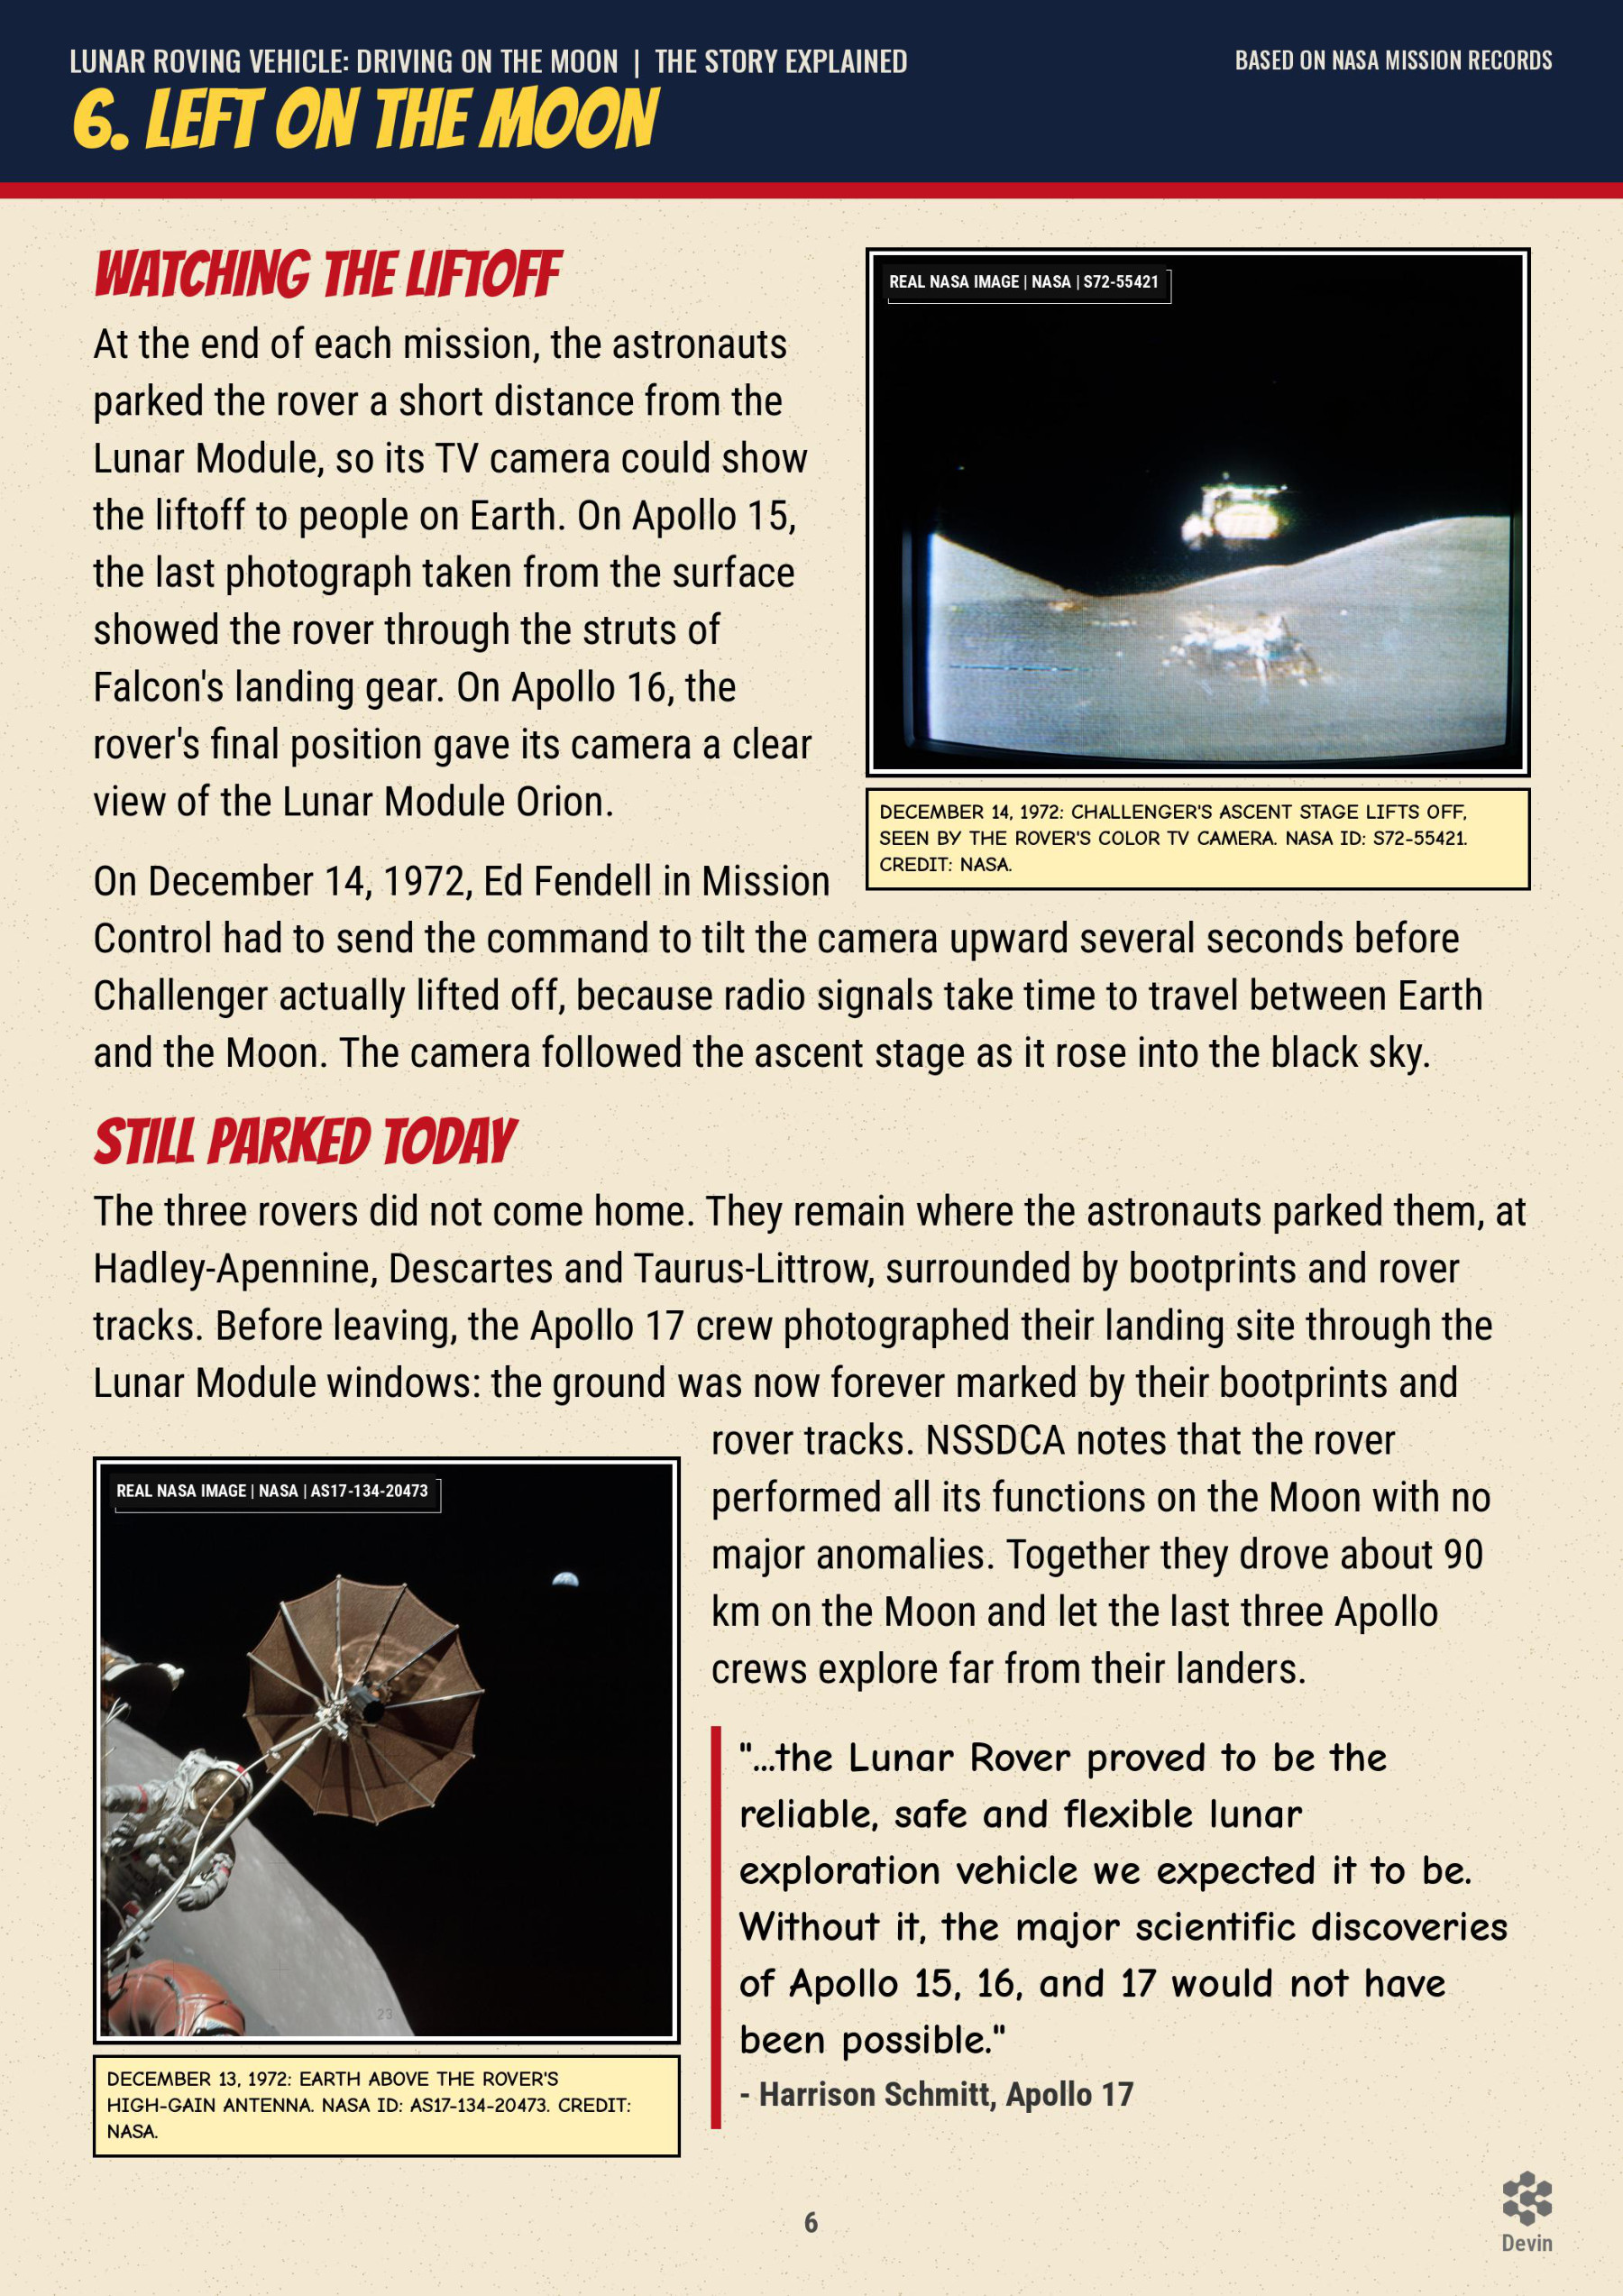 LUNAR ROVING VEHICLE: DRIVING ON THE MOON | THE STORY EXPLAINED
BASED ON NASA MISSION RECORDS
6. LEFT ON THE MOON
WATCHING THE LIFTOFF
At the end of each mission, the astronauts
parked the rover a short distance from the
Lunar Module, so its TV camera could show
the liftoff to people on Earth. On Apollo 15,
the last photograph taken from the surface
showed the rover through the struts of
Falcon's landing gear. On Apollo 16, the
rover's final position gave its camera a clear
view of the Lunar Module Orion.
REAL NASA IMAGE | NASA | S72-55421
DECEMBER 14, 1972: CHALLENGER'S ASCENT STAGE LIFTS OFF,
SEEN BY THE ROVER'S COLOR TV CAMERA. NASA ID: S72-55421.
CREDIT: NASA.
On December 14, 1972, Ed Fendell in Mission
Control had to send the command to tilt the camera upward several seconds before
Challenger actually lifted off, because radio signals take time to travel between Earth
and the Moon. The camera followed the ascent stage as it rose into the black sky.
STILL PARKED TODAY
The three rovers did not come home. They remain where the astronauts parked them, at
Hadley-Apennine, Descartes and Taurus-Littrow, surrounded by bootprints and rover
tracks. Before leaving, the Apollo 17 crew photographed their landing site through the
Lunar Module windows: the ground was now forever marked by their bootprints and
rover tracks. NSSDCA notes that the rover
performed all its functions on the Moon with no
major anomalies. Together they drove about 90
km on the Moon and let the last three Apollo
crews explore far from their landers.
REAL NASA IMAGE | NASA | AS17-134-20473
23
DECEMBER 13, 1972: EARTH ABOVE THE ROVER'S
HIGH-GAIN ANTENNA. NASA ID: AS17-134-20473. CREDIT:
NASA.
"...the Lunar Rover proved to be the
reliable, safe and flexible lunar
exploration vehicle we expected it to be.
Without it, the major scientific discoveries
of Apollo 15, 16, and 17 would not have
been possible."
- Harrison Schmitt, Apollo 17
6
Devin